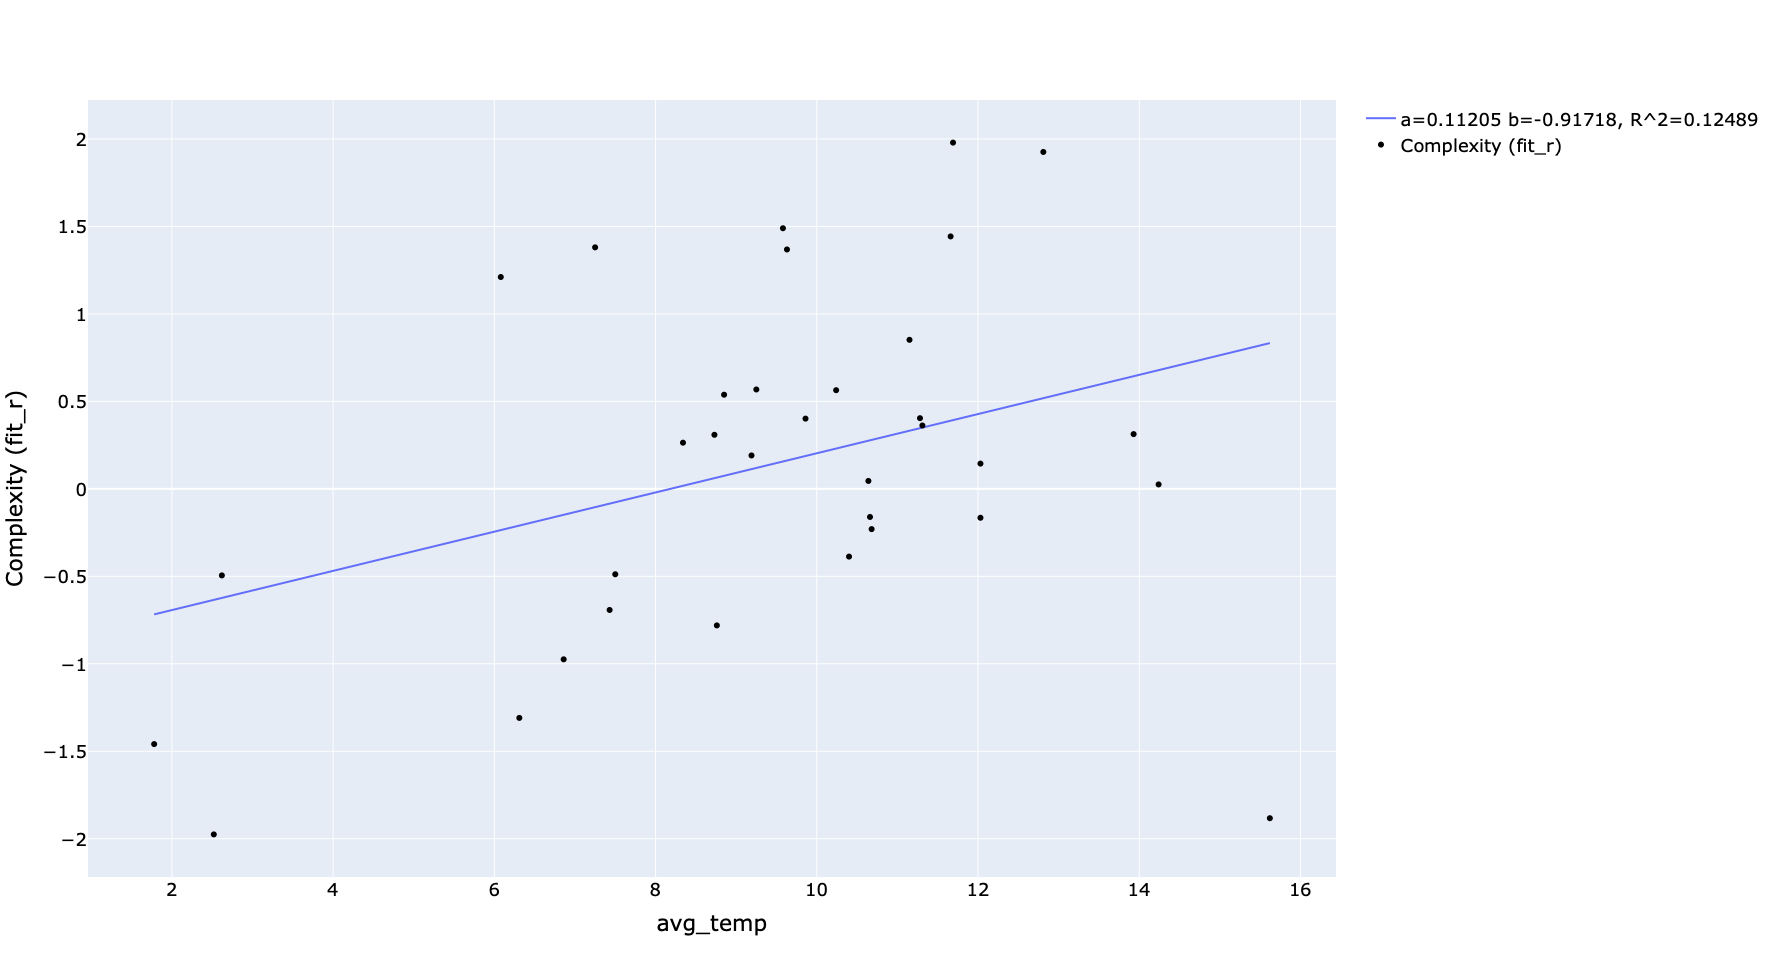 a=0.11205 b=-0.91718, R^2=0.12489
Complexity (fit_r)
2
1.5
1
0.5
0
−0.5
−1
−1.5
−2
Complexity (fit_r)
2 4 6 8 10 12 14 16
avg_temp